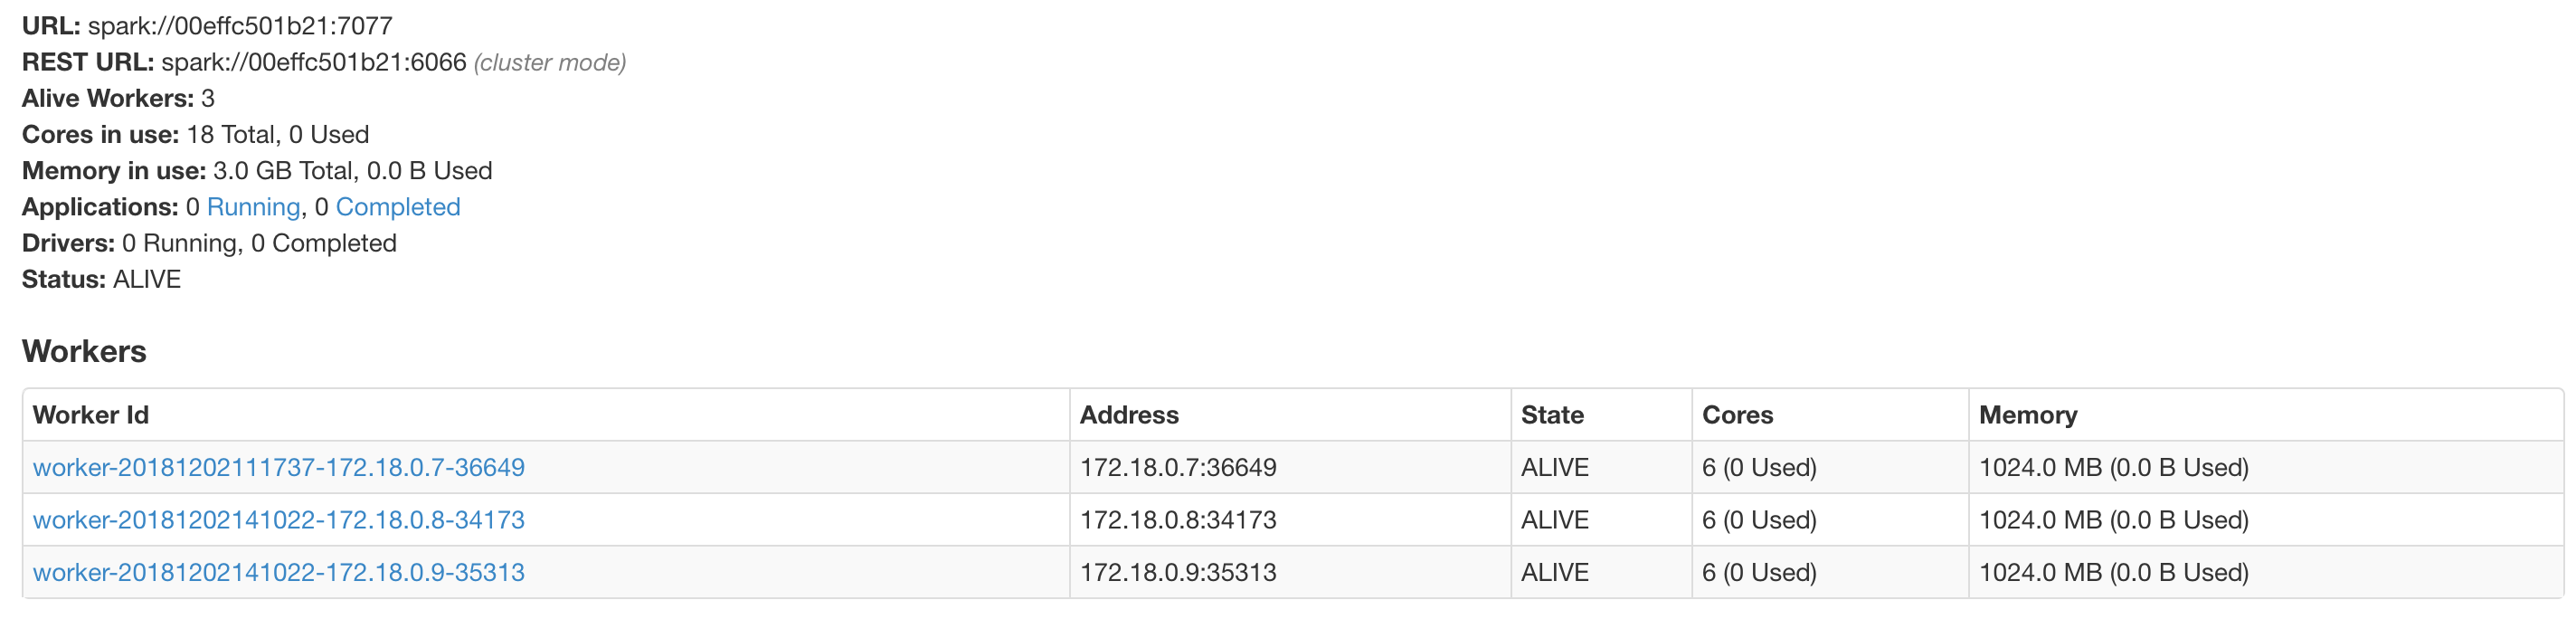 URL: spark://00effc501b21:7077
REST URL: spark://00effc501b21:6066 (cluster mode)
Alive Workers: 3
Cores in use: 18 Total, 0 Used
Memory in use: 3.0 GB Total, 0.0 B Used
Applications: 0 Running, 0 Completed
Drivers: 0 Running, 0 Completed
Status: ALIVE
Workers
Worker Id Address State Cores Memory
worker-20181202111737-172.18.0.7-36649 172.18.0.7:36649 ALIVE 6 (0 Used) 1024.0 MB (0.0 B Used)
worker-20181202141022-172.18.0.8-34173 172.18.0.8:34173 ALIVE 6 (0 Used) 1024.0 MB (0.0 B Used)
worker-20181202141022-172.18.0.9-35313 172.18.0.9:35313 ALIVE 6 (0 Used) 1024.0 MB (0.0 B Used)